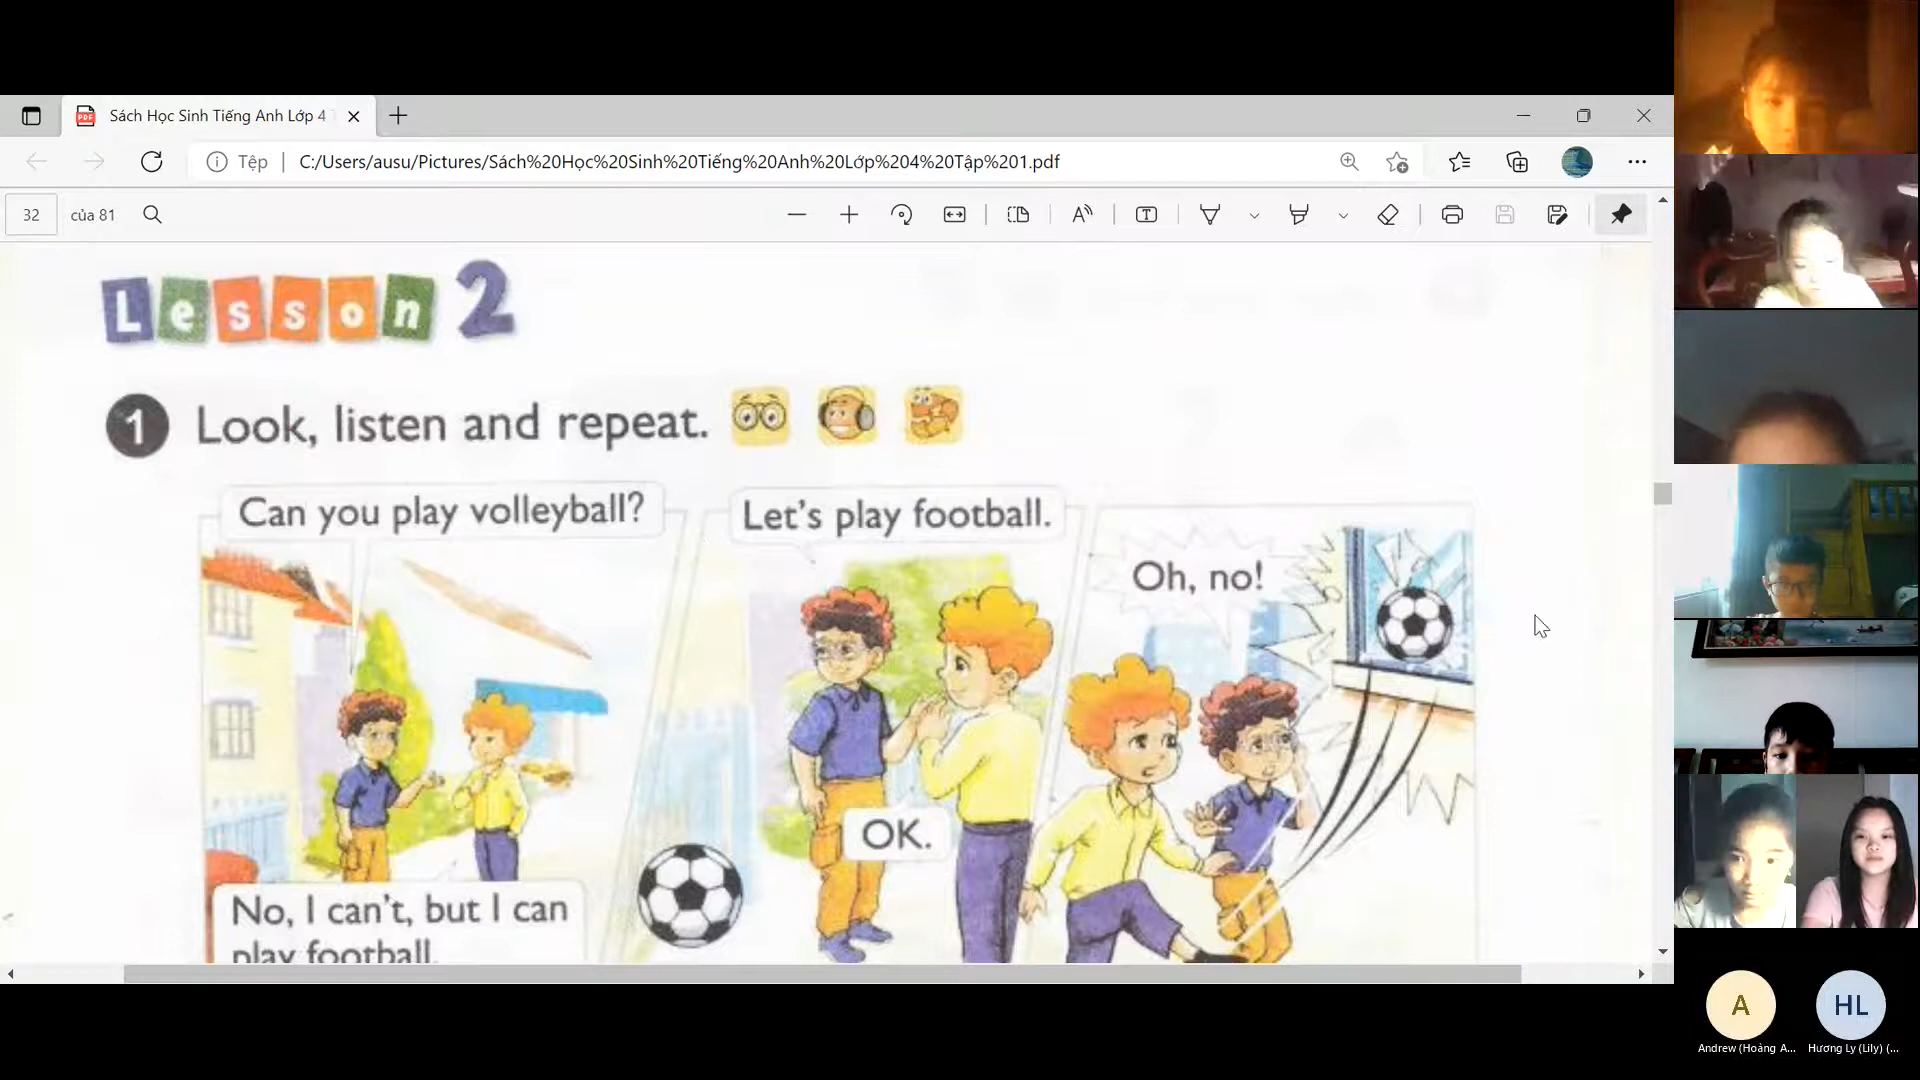 Sách Học Sinh Tiếng Anh Lớp 4
Tệp
C:/Users/ausu/Pictures/Sách%20Học%20Sinh%20Tiếng%20Anh%20Lớp%204%20Tập%201.pdf
32
của 81
Lesson 2
1 Look, listen and repeat.
Can you play volleyball?
Let's play football.
Oh, no!
OK.
No, I can't, but I can
play football.
A
HL
Andrew (Hoàng A...
Hương Ly (Lily) (...